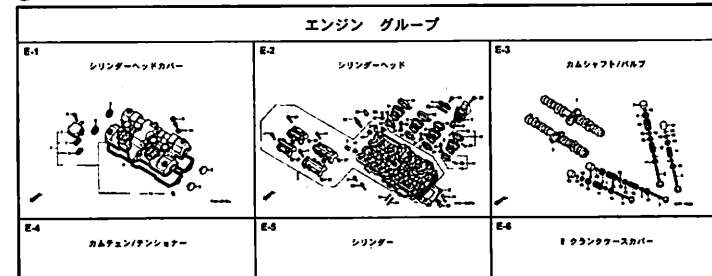 エンジン グループ
E-1
シリンダーヘッドカバー
E-2
シリンダーヘッド
E-3
カムシャフト/バルブ
E-4
カムチェン/テンショナー
E-5
シリンダー
E-6
R クランクケースカバー